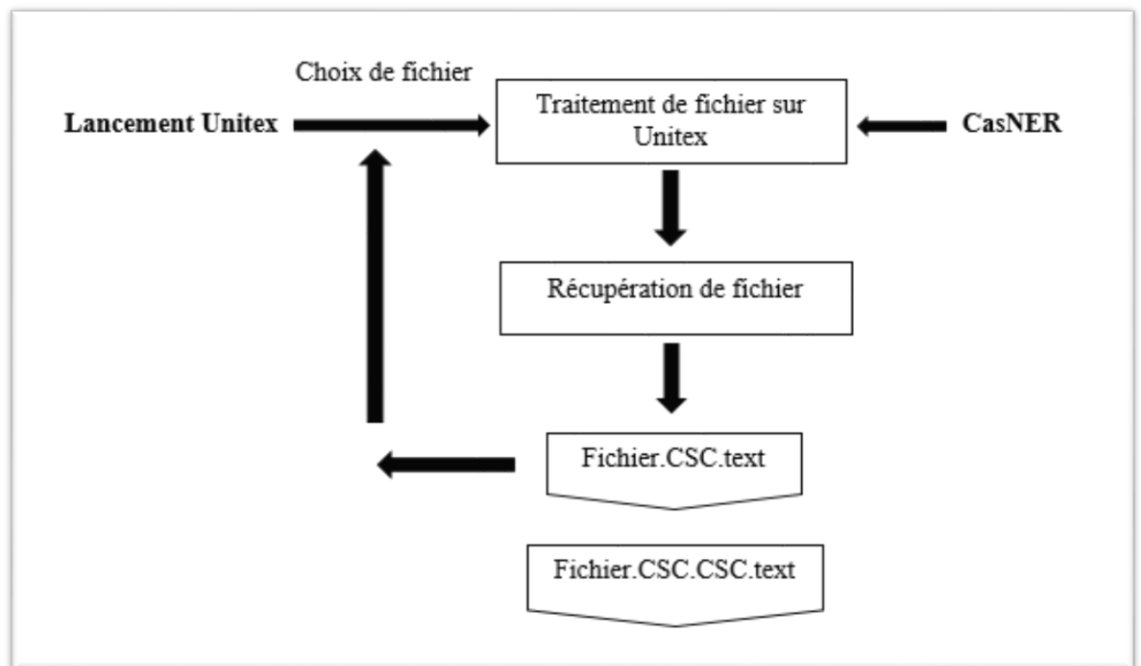 Choix de fichier
Lancement Unitex
Traitement de fichier sur
Unitex
CasNER
Récupération de fichier
Fichier.CSC.text
Fichier.CSC.CSC.text